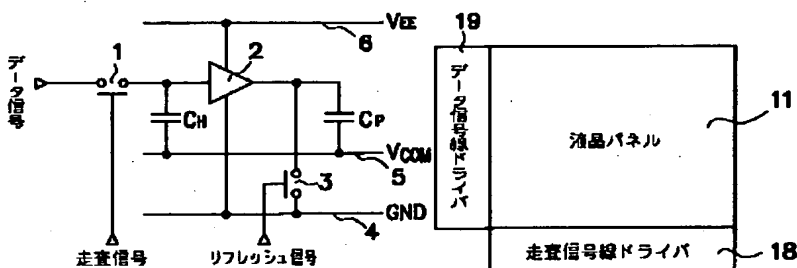 データ信号
1
2
3
CH
CP
VEE
6
VCOM
5
GND
4
走査信号
リフレッシュ信号
19
データ信号線ドライバ
液晶パネル
11
走査信号線ドライバ
18